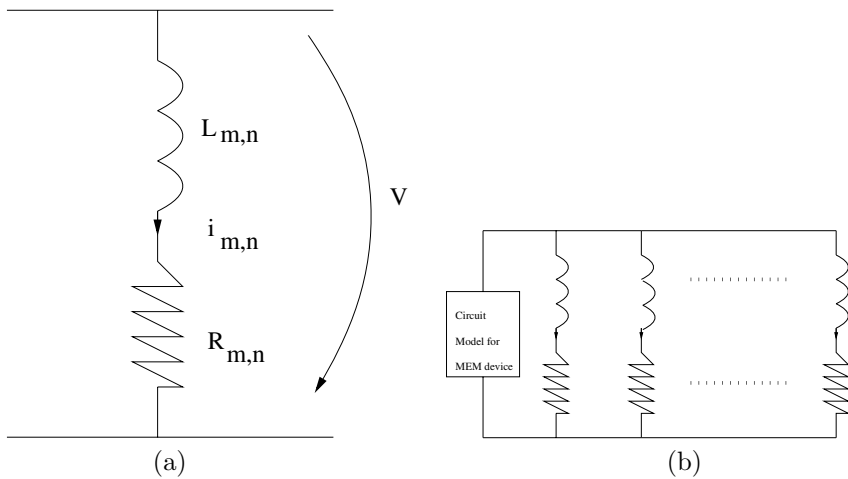 L m,n
V
i m,n
R m,n
Circuit
Model for
MEM device
(a)
(b)